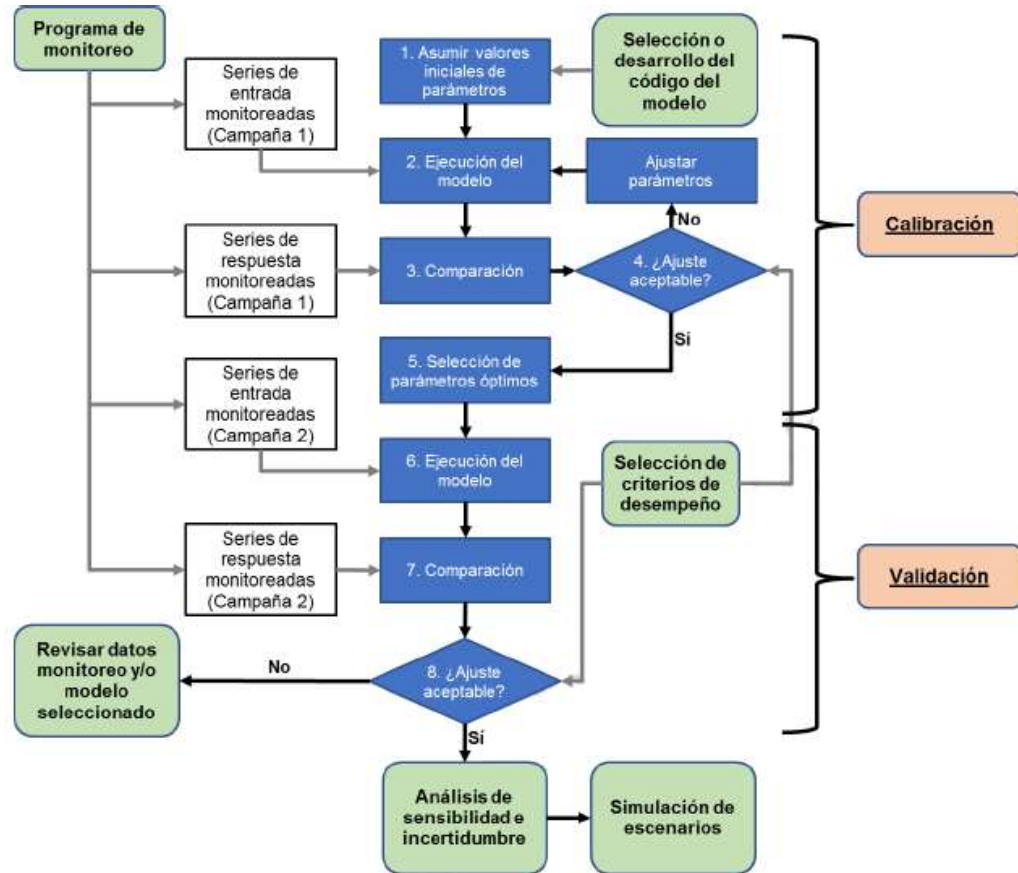 Programa de
monitoreo
Series de
entrada
monitoreadas
(Campaña 1)
1. Asumir valores
iniciales de
parámetros
Selección o
desarrollo del
código del
modelo
2. Ejecución del
modelo
Ajustar
parámetros
No
Series de
respuesta
monitoreadas
(Campaña 1)
3. Comparación
4. ¿Ajuste
aceptable?
Calibración
Sí
Series de
entrada
monitoreadas
(Campaña 2)
5. Selección de
parámetros óptimos
6. Ejecución del
modelo
Selección de
criterios de
desempeño
Series de
respuesta
monitoreadas
(Campaña 2)
7. Comparación
Validación
Revisar datos
monitoreo y/o
modelo
seleccionado
No
8. ¿Ajuste
aceptable?
Sí
Análisis de
sensibilidad e
incertidumbre
Simulación de
escenarios